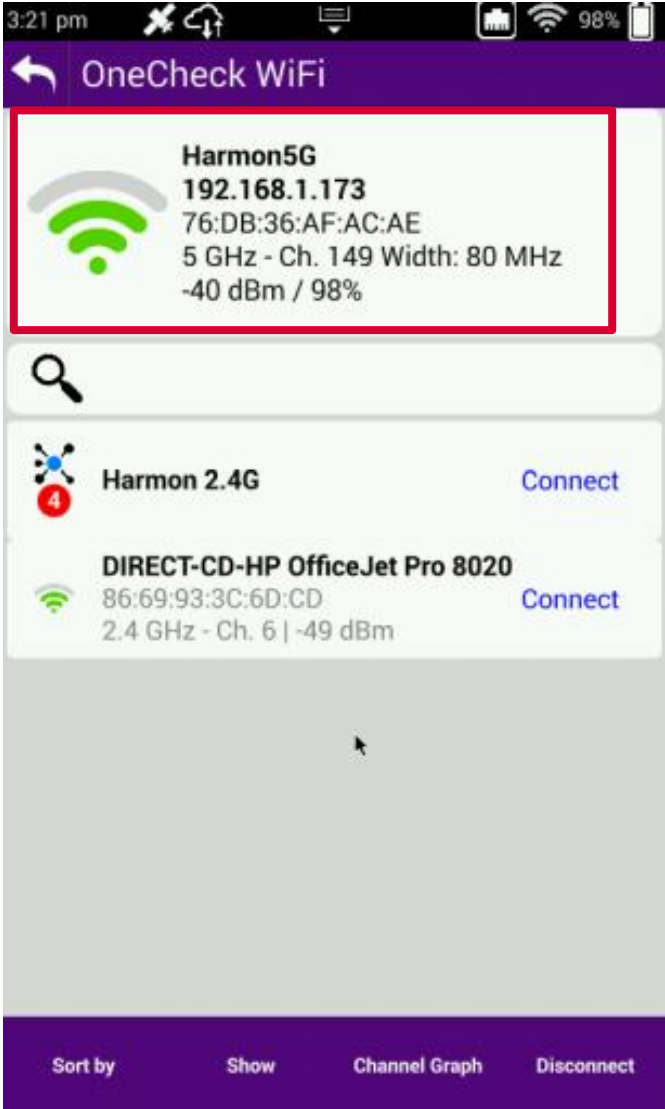 3:21 pm 98%
OneCheck WiFi
Harmon5G
192.168.1.173
76:DB:36:AF:AC:AE
5 GHz - Ch. 149 Width: 80 MHz
-40 dBm / 98%
4
Harmon 2.4G Connect
DIRECT-CD-HP OfficeJet Pro 8020
86:69:93:3C:6D:CD Connect
2.4 GHz - Ch. 6 | -49 dBm
Sort by Show Channel Graph Disconnect